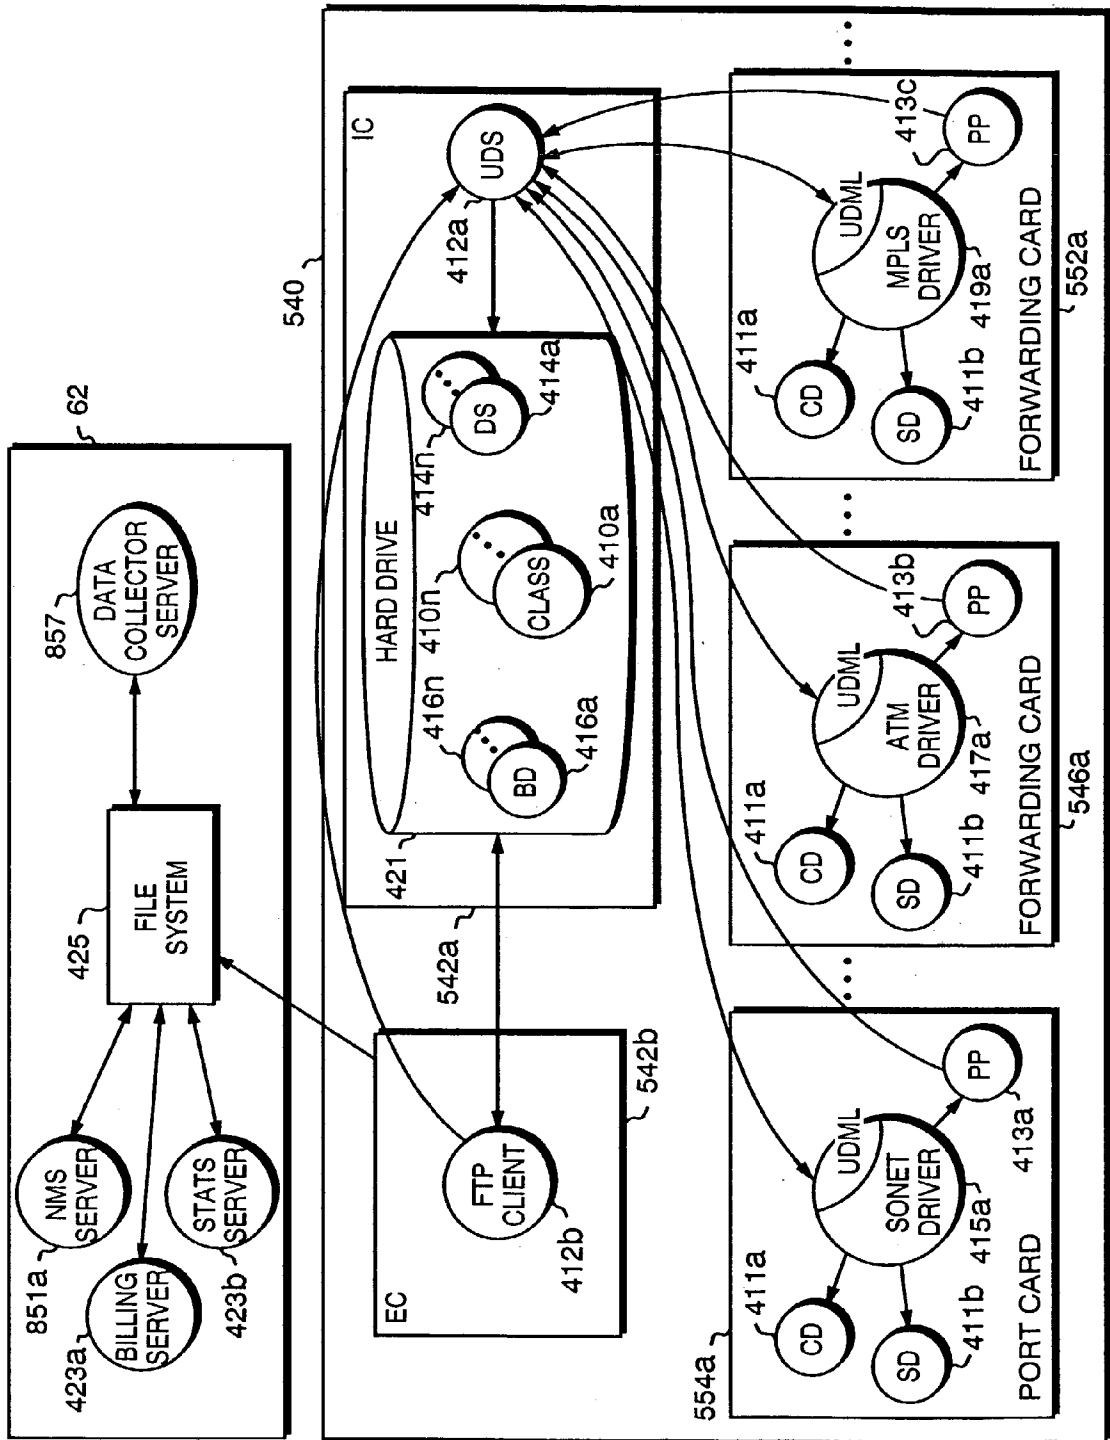 62
857
DATA
COLLECTOR
SERVER
425
FILE
SYSTEM
851a
NMS
SERVER
423a
BILLING
SERVER
423b
STATS
SERVER
540
IC
UDS
412a
HARD DRIVE
421
414n
DS
414a
410n
CLASS
410a
416n
BD
416a
542a
EC
FTP
CLIENT
412b
542b
554a
411a
CD
411b
SD
UDML
SONET
DRIVER
415a
PP
413a
PORT CARD
411a
CD
411b
SD
UDML
ATM
DRIVER
417a
413b
PP
FORWARDING CARD
546a
411a
CD
411b
SD
UDML
MPLS
DRIVER
419a
413c
PP
FORWARDING CARD
552a